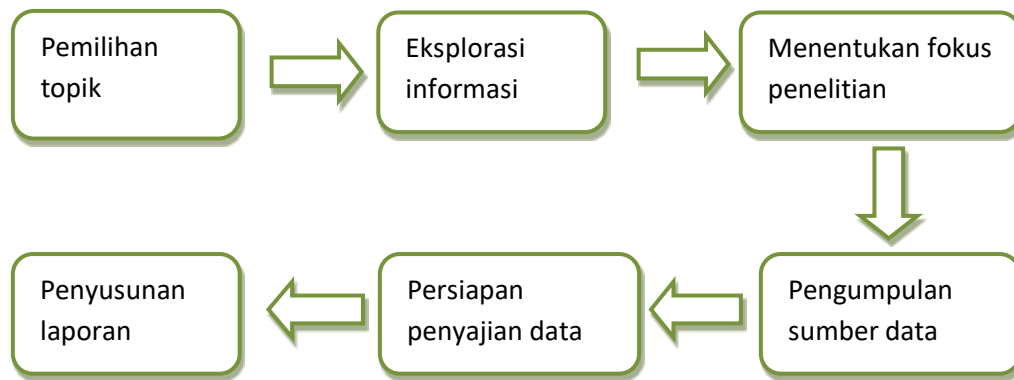 Pemilihan
topik
Eksplorasi
informasi
Menentukan fokus
penelitian
Pengumpulan
sumber data
Persiapan
penyajian data
Penyusunan
laporan